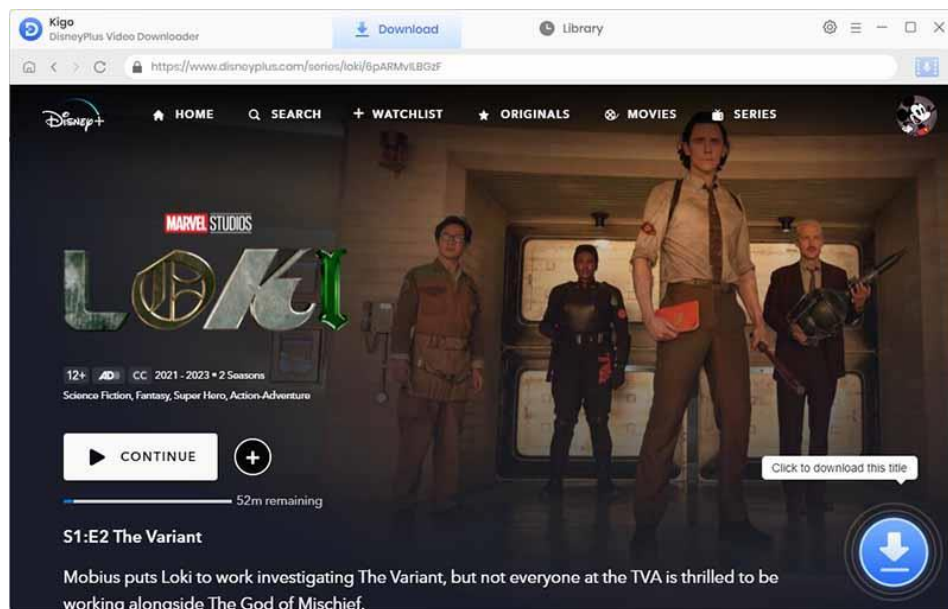 Kigo
DisneyPlus Video Downloader
Download
Library
https://www.disneyplus.com/series/loki/6pARMvILBGzF
Disney+
HOME
SEARCH
WATCHLIST
ORIGINALS
MOVIES
SERIES
MARVEL STUDIOS
LOKI
12+ AD CC 2021 - 2023 • 2 Seasons
Science Fiction, Fantasy, Super Hero, Action-Adventure
CONTINUE
Click to download this title
52m remaining
S1:E2 The Variant
Mobius puts Loki to work investigating The Variant, but not everyone at the TVA is thrilled to be
working alongside The God of Mischief.